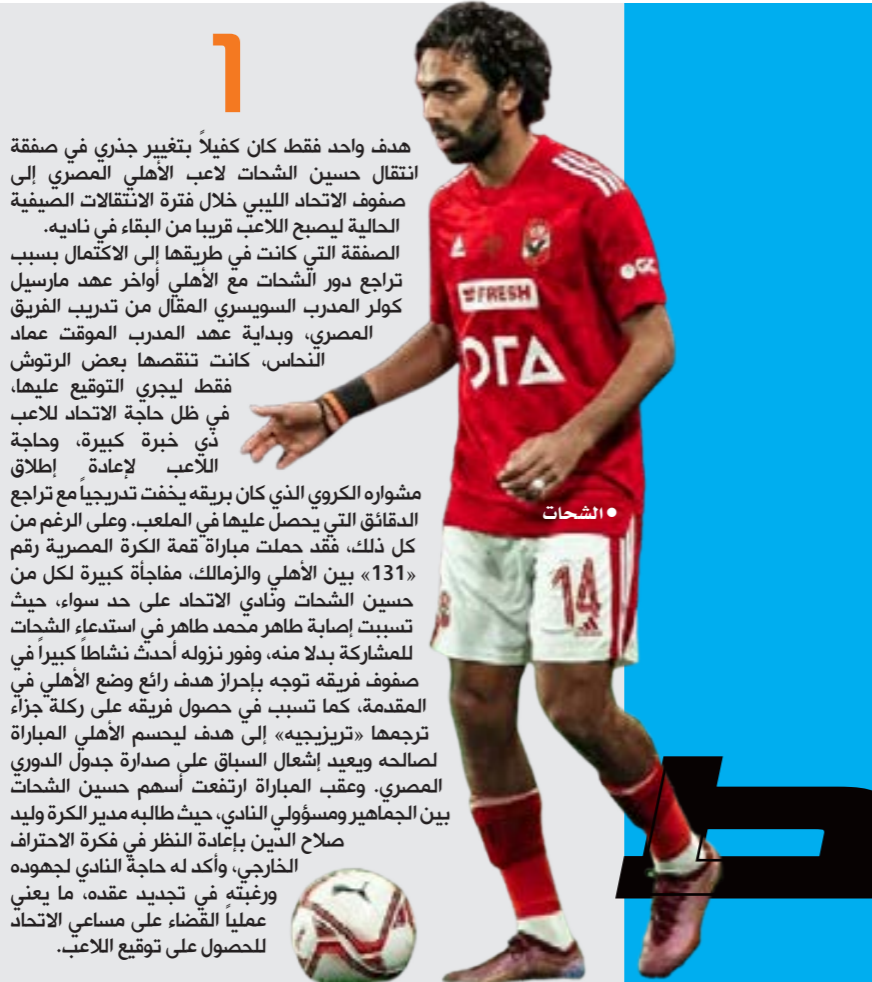 1
هدف واحد فقط كان كفيلاً بتغيير جذري في صفقة
انتقال حسين الشحات لاعب الأهلي المصري إلى
صفوف الاتحاد الليبي خلال فترة الانتقالات الصيفية
الحالية ليصبح اللاعب قريبا من البقاء في ناديه.
الصفقة التي كانت في طريقها إلى الاكتمال بسبب
تراجع دور الشحات مع الأهلي أواخر عهد مارسيل
كولر المدرب السويسري المقال من تدريب الفريق
المصري، وبداية عهد المدرب الموقت عماد
النحاس، كانت تنقصها بعض الرتوش
فقط ليجري التوقيع عليها،
في ظل حاجة الاتحاد للاعب
ذي خبرة كبيرة، وحاجة
اللاعب لإعادة إطلاق
مشواره الكروي الذي كان بريقه يخفت تدريجياً مع تراجع
الدقائق التي يحصل عليها في الملعب. وعلى الرغم من
كل ذلك، فقد حملت مباراة قمة الكرة المصرية رقم
«131» بين الأهلي والزمالك، مفاجأة كبيرة لكل من
حسين الشحات ونادي الاتحاد على حد سواء، حيث
تسببت إصابة طاهر محمد طاهر في استدعاء الشحات
للمشاركة بدلا منه، وفور نزوله أحدث نشاطاً كبيراً في
صفوف فريقه توجه بإحراز هدف رائع وضع الأهلي في
المقدمة، كما تسبب في حصول فريقه على ركلة جزاء
ترجمها «تريزيجيه» إلى هدف ليحسم الأهلي المباراة
لصالحه ويعيد إشعال السباق على صدارة جدول الدوري
المصري. وعقب المباراة ارتفعت أسهم حسين الشحات
بين الجماهير ومسؤولي النادي، حيث طالبه مدير الكرة وليد
صلاح الدين بإعادة النظر في فكرة الاحتراف
الخارجي، وأكد له حاجة النادي لجهوده
ورغبته في تجديد عقده، ما يعني
عملياً القضاء على مساعي الاتحاد
للحصول على توقيع اللاعب.
● الشحات
GC
FRESH
14
adidas